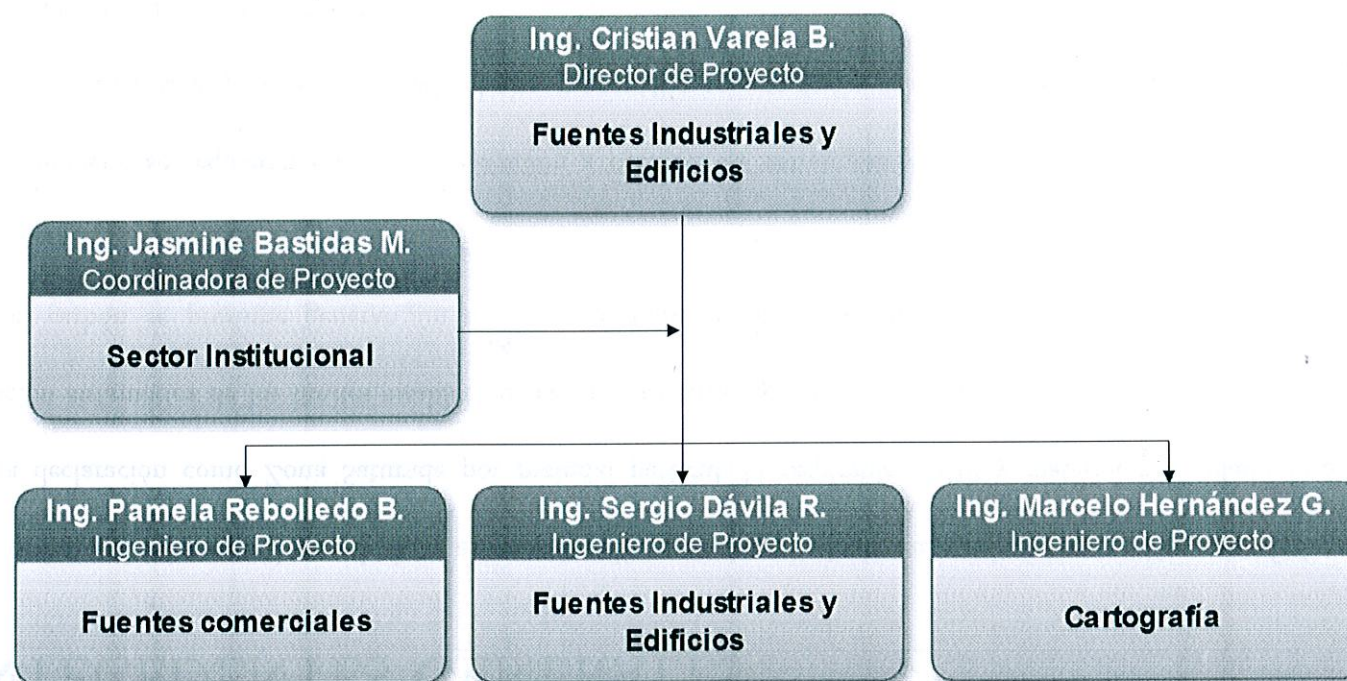 Ing. Cristian Varela B.
Director de Proyecto
Fuentes Industriales y
Edificios
Ing. Jasmine Bastidas M.
Coordinadora de Proyecto
Sector Institucional
Ing. Pamela Rebolledo B.
Ingeniero de Proyecto
Fuentes comerciales
Ing. Sergio Dávila R.
Ingeniero de Proyecto
Fuentes Industriales y
Edificios
Ing. Marcelo Hernández G.
Ingeniero de Proyecto
Cartografía